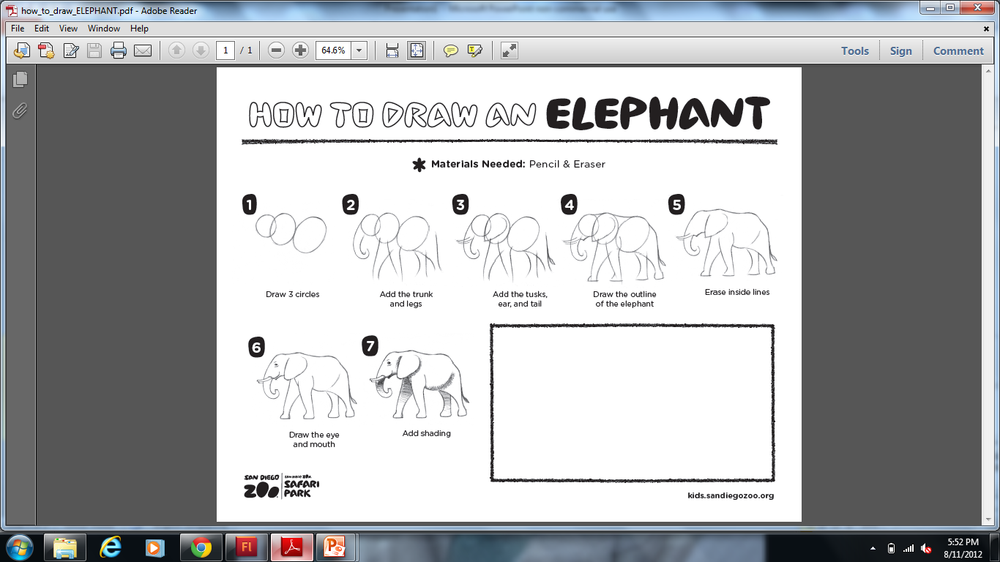 how_to_draw_ELEPHANT.pdf - Adobe Reader
File Edit View Window Help
1 / 1 64.6% Tools Sign Comment
HOW TO DRAW AN ELEPHANT
Materials Needed: Pencil & Eraser
1
Draw 3 circles
2
Add the trunk
and legs
3
Add the tusks,
ear, and tail
4
Draw the outline
of the elephant
5
Erase inside lines
6
Draw the eye
and mouth
7
Add shading
SAN DIEGO
ZOO
SAN DIEGO ZOO
SAFARI
PARK
kids.sandiegozoo.org
Fl
5:52 PM
8/11/2012